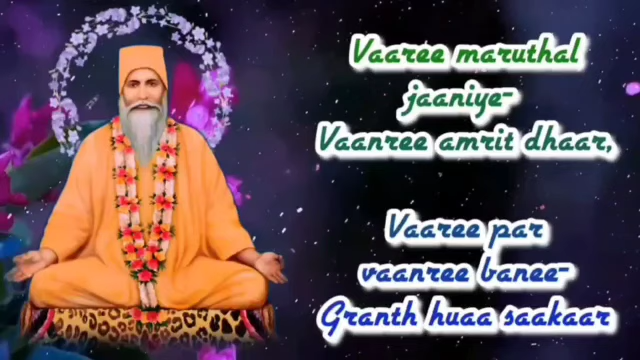 Vaaree maruthal
jaaniye-
Vaanree amrit dhaar,
Vaaree par
vaanree banee-
Granth huaa saakaar